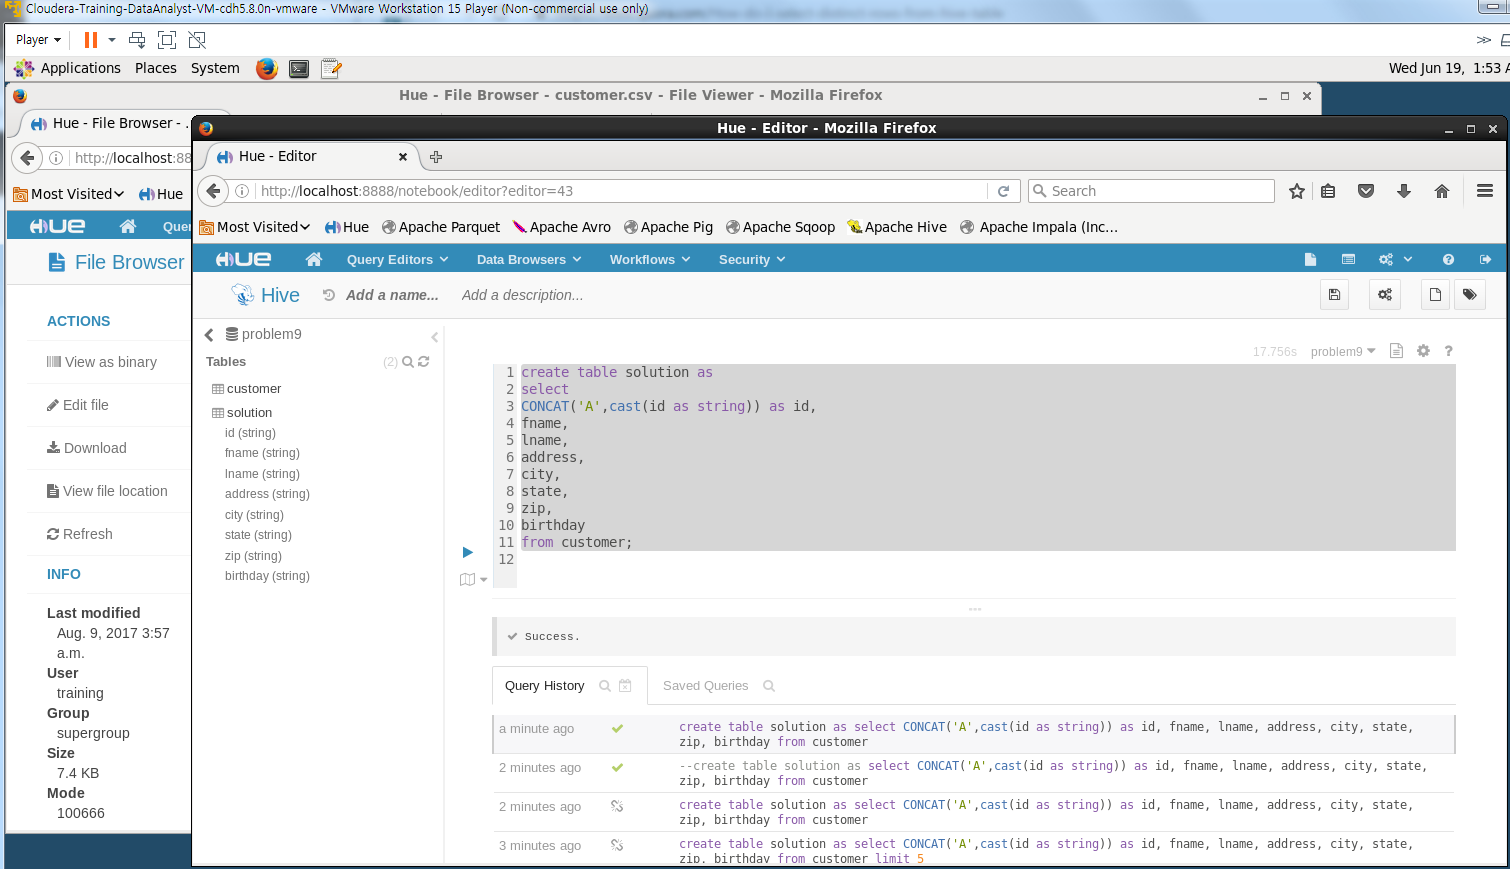 Cloudera-Training-DataAnalyst-VM-cdh5.8.0n-vmware - VMware Workstation 15 Player (Non-commercial use only)
Player
Applications Places System
Wed Jun 19, 1:53 A
Hue - File Browser - customer.csv - File Viewer - Mozilla Firefox
Hue - File Browser - .
http://localhost:88
Most Visited Hue
HUE Quer
File Browser
ACTIONS
View as binary
Edit file
Download
View file location
Refresh
INFO
Last modified
Aug. 9, 2017 3:57
a.m.
User
training
Group
supergroup
Size
7.4 KB
Mode
100666
Hue - Editor - Mozilla Firefox
Hue - Editor
http://localhost:8888/notebook/editor?editor=43
Search
Most Visited Hue Apache Parquet Apache Avro Apache Pig Apache Sqoop Apache Hive Apache Impala (Inc...
HUE Query Editors Data Browsers Workflows Security
Hive Add a name... Add a description...
problem9
Tables (2)
customer
solution
id (string)
fname (string)
lname (string)
address (string)
city (string)
state (string)
zip (string)
birthday (string)
17.756s problem9 ?
1 create table solution as
2 select
3 CONCAT('A',cast(id as string)) as id,
4 fname,
5 lname,
6 address,
7 city,
8 state,
9 zip,
10 birthday
11 from customer;
12
Success.
Query History Saved Queries
a minute ago create table solution as select CONCAT('A',cast(id as string)) as id, fname, lname, address, city, state,
zip, birthday from customer
2 minutes ago --create table solution as select CONCAT('A',cast(id as string)) as id, fname, lname, address, city, state,
zip, birthday from customer
2 minutes ago create table solution as select CONCAT('A',cast(id as string)) as id, fname, lname, address, city, state,
zip, birthday from customer
3 minutes ago create table solution as select CONCAT('A',cast(id as string)) as id, fname, lname, address, city, state,
zip, birthday from customer limit 5